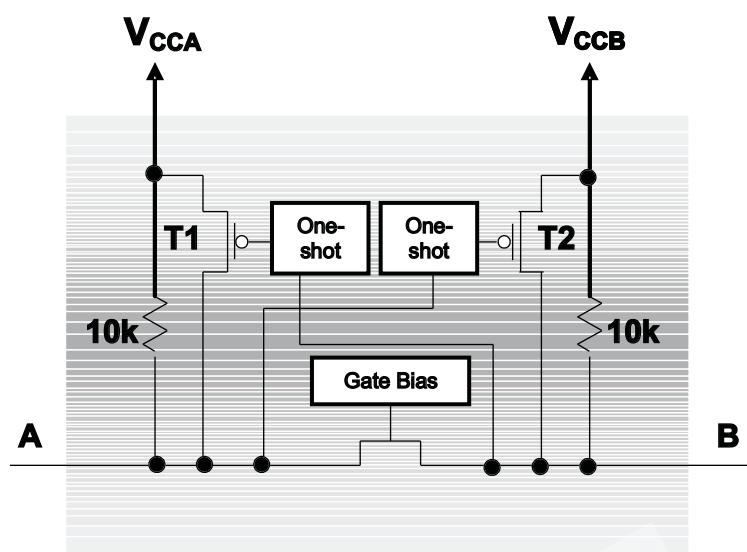 VCCA
VCCB
T1
One-
shot
One-
shot
T2
10k
10k
Gate Bias
A
B